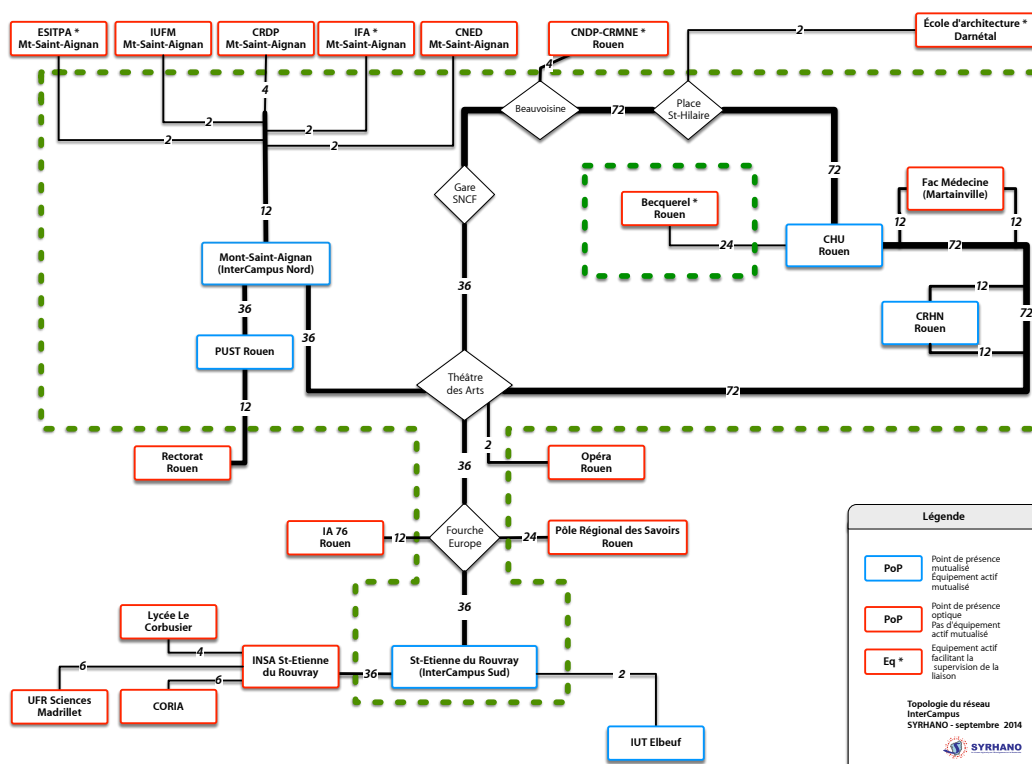 ESITPA *
Mt-Saint-Aignan
IUFM
Mt-Saint-Aignan
CRDP
Mt-Saint-Aignan
IFA *
Mt-Saint-Aignan
CNED
Mt-Saint-Aignan
CNDP-CRMNE *
Rouen
École d'architecture *
Darnétal
2
4
4
2
2
2
2
Beauvoisine
72
Place
St-Hilaire
72
Gare
SNCF
Becquerel *
Rouen
24
Fac Médecine
(Martainville)
12
12
12
Mont-Saint-Aignan
(InterCampus Nord)
CHU
Rouen
72
36
12
72
CRHN
Rouen
12
36
36
PUST Rouen
Théâtre
des Arts
72
12
2
Rectorat
Rouen
36
Opéra
Rouen
IA 76
Rouen
12
Fourche
Europe
24
Pôle Régional des Savoirs
Rouen
36
Lycée Le
Corbusier
4
INSA St-Etienne
du Rouvray
36
St-Etienne du Rouvray
(InterCampus Sud)
2
6
6
UFR Sciences
Madrillet
CORIA
IUT Elbeuf
Légende
PoP
Point de présence
mutualisé
Équipement actif
mutualisé
PoP
Point de présence
optique
Pas d'équipement
actif mutualisé
Eq *
Equipement actif
facilitant la
supervision de la
liaison
Topologie du réseau
InterCampus
SYRHANO - septembre 2014
SYRHANO